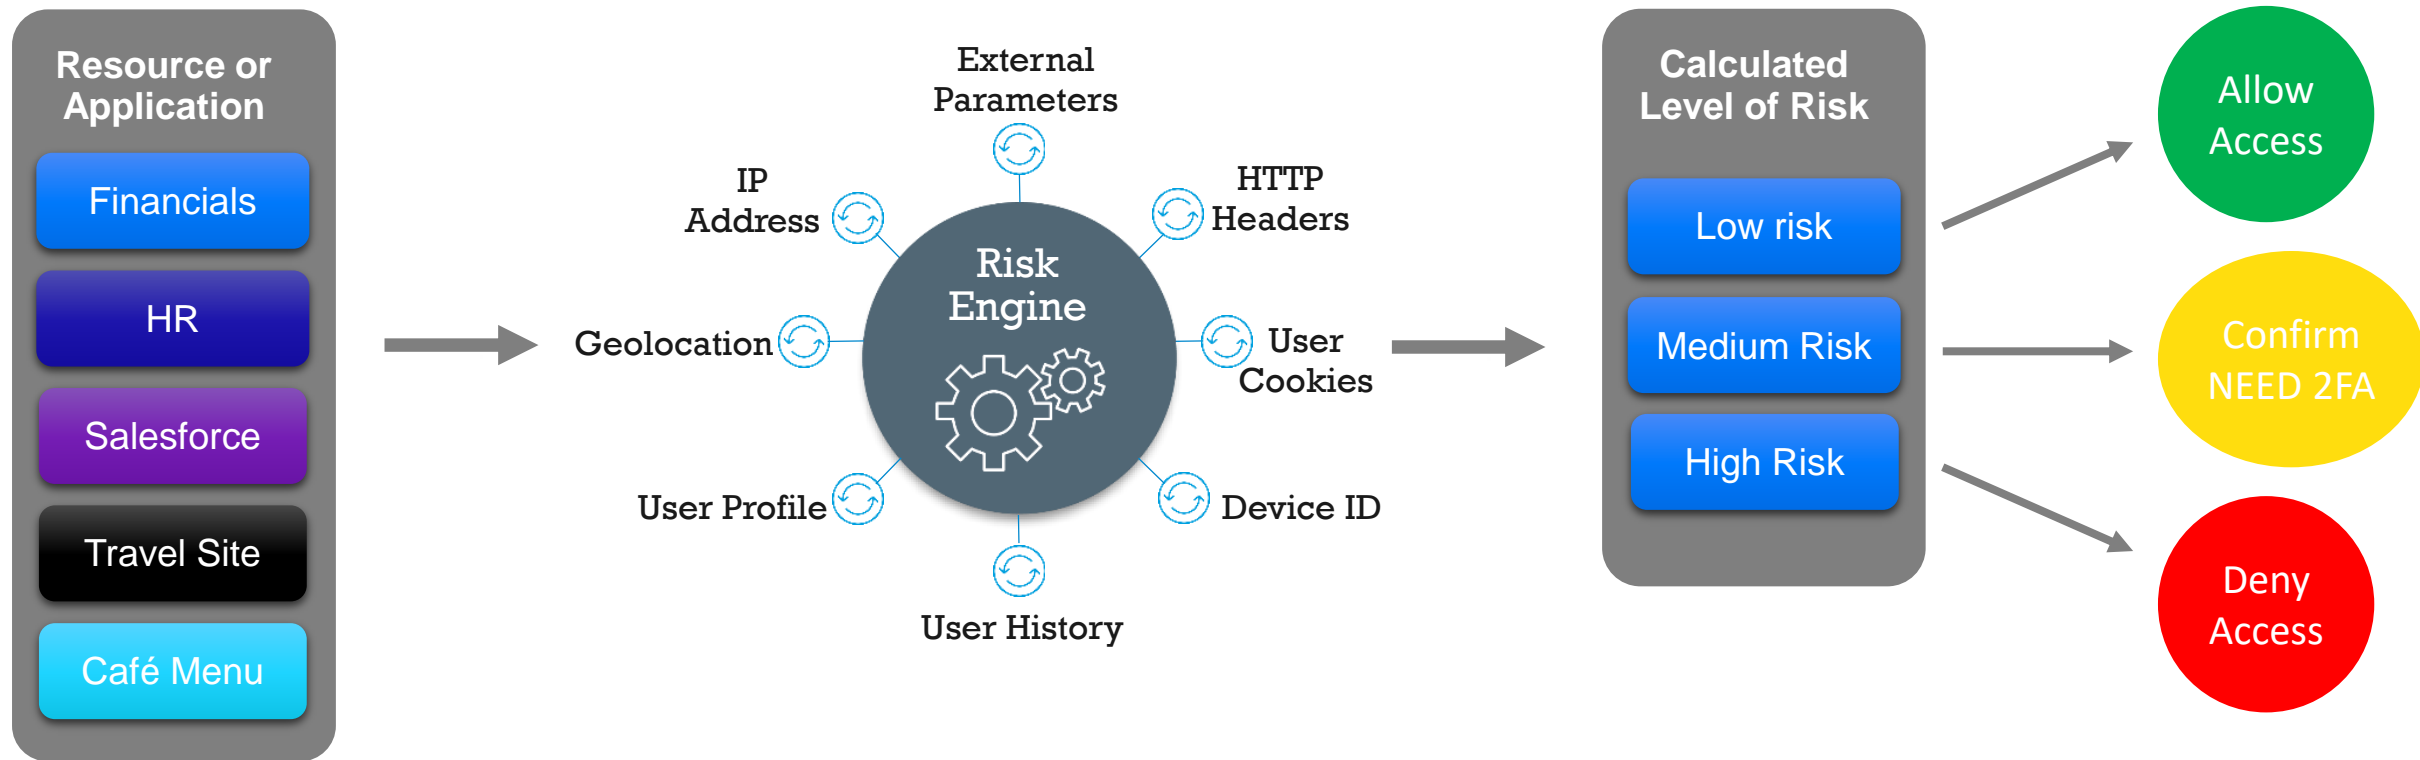 Resource or
Application
Financials
HR
Salesforce
Travel Site
Café Menu
External
Parameters
IP
Address
HTTP
Headers
Risk
Engine
Geolocation
User
Cookies
User Profile
Device ID
User History
Calculated
Level of Risk
Low risk
Medium Risk
High Risk
Allow
Access
Confirm
NEED 2FA
Deny
Access